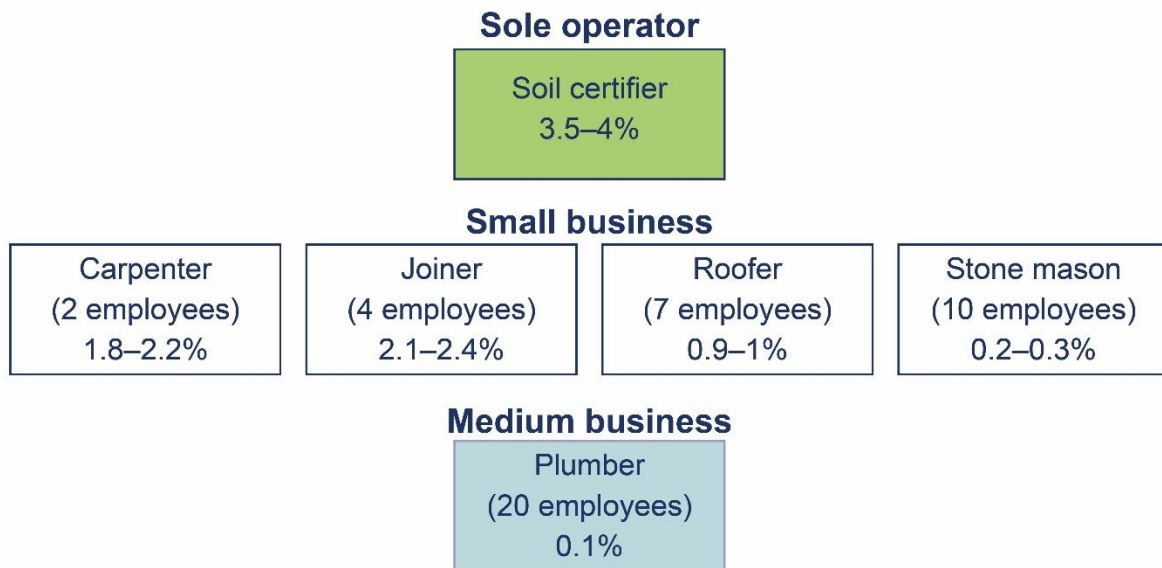 Sole operator
Soil certifier
3.5–4%
Small business
Carpenter
(2 employees)
1.8–2.2%
Joiner
(4 employees)
2.1–2.4%
Roofer
(7 employees)
0.9–1%
Stone mason
(10 employees)
0.2–0.3%
Medium business
Plumber
(20 employees)
0.1%